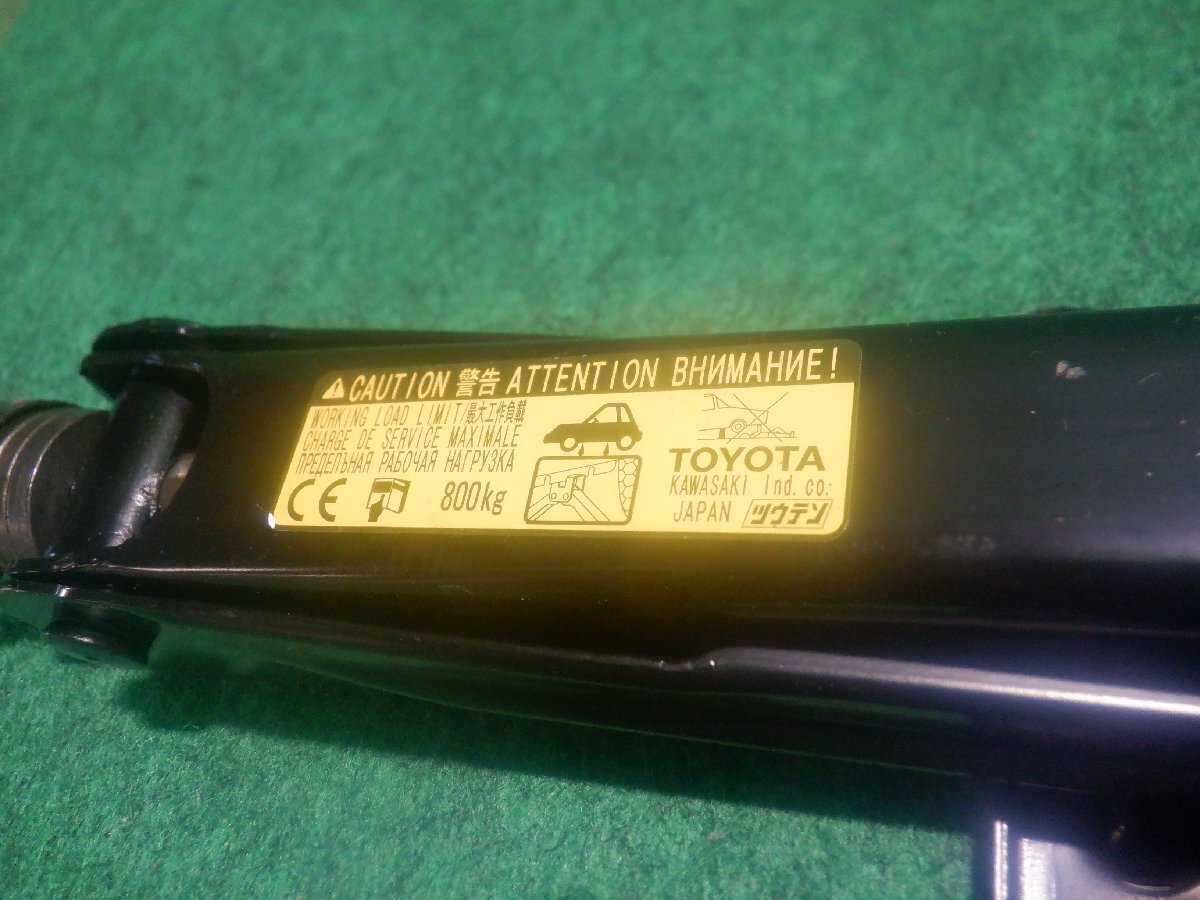 CAUTION 警告 ATTENTION ВНИМАНИЕ!
WORKING LOAD LIMIT/最大工作負載
CHARGE DE SERVICE MAXIMALE
ПРЕДЕЛЬНАЯ РАБОЧАЯ НАГРУЗКА
CE 800kg
TOYOTA
KAWASAKI Ind. co:
JAPAN ツウテン